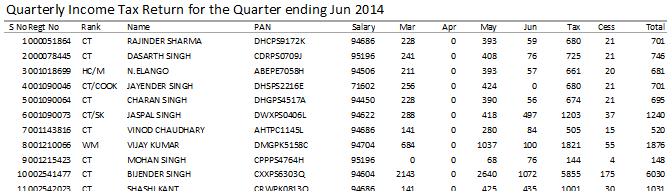 Quarterly Income Tax Return for the Quarter ending Jun 2014
S No Regt No Rank Name PAN Salary Mar Apr May Jun Tax Cess Total
1 000051864 CT RAJINDER SHARMA DHCPS9172K 94686 228 0 393 59 680 21 701
2 000078445 CT DASARTH SINGH CDRPS0709J 95196 241 0 408 76 725 21 746
3 001018699 HC/M N.ELANGO ABEPE7058H 94506 211 0 393 57 661 20 681
4 001090046 CT/COOK JAYENDER SINGH DHSPS2216E 71602 256 0 424 0 680 21 701
5 001090064 CT CHARAN SINGH DHGPS4517A 94450 228 0 390 56 674 21 695
6 001090073 CT/SK JASPAL SINGH DWXPS0406L 94622 288 0 418 497 1203 37 1240
7 001143816 CT VINOD CHAUDHARY AHTPC1145L 94686 141 0 280 84 505 15 520
8 001210066 WM VIJAY KUMAR DMGPK5158C 94704 684 0 1037 100 1821 55 1876
9 001215423 CT MOHAN SINGH CPPPS4764H 95196 0 0 68 76 144 4 148
10 002541477 CT BIJENDER SINGH CXXPS6303Q 94604 2143 0 2640 1072 5855 175 6030
11 002542023 CT SHASHI KANT CRWPK0813Q 94686 141 0 425 435 1001 30 1031